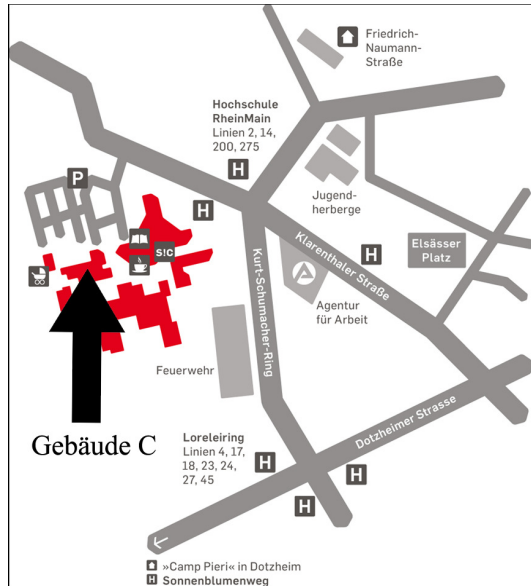 Friedrich-
Naumann-
Straße
Hochschule
RheinMain
Linien 2, 14,
200, 275
H
P
H
Jugend-
herberge
S!C
H
Elsässer
Platz
Klarenthaler Straße
Kurt-Schumacher-Ring
Agentur
für Arbeit
Feuerwehr
Dotzheimer Strasse
Gebäude C
Loreleiring
Linien 4, 17,
18, 23, 24,
27, 45
H
H
H
»Camp Pieri« in Dotzheim
H Sonnenblumenweg